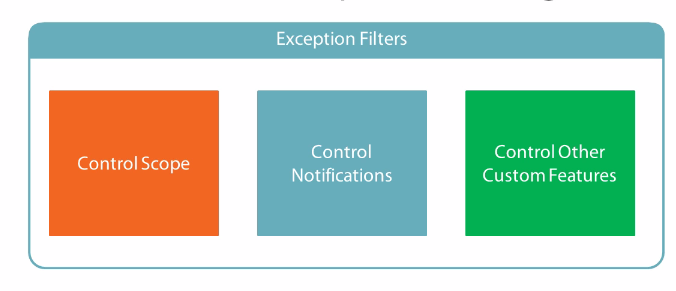 Exception Filters
Control Scope
Control
Notifications
Control Other
Custom Features